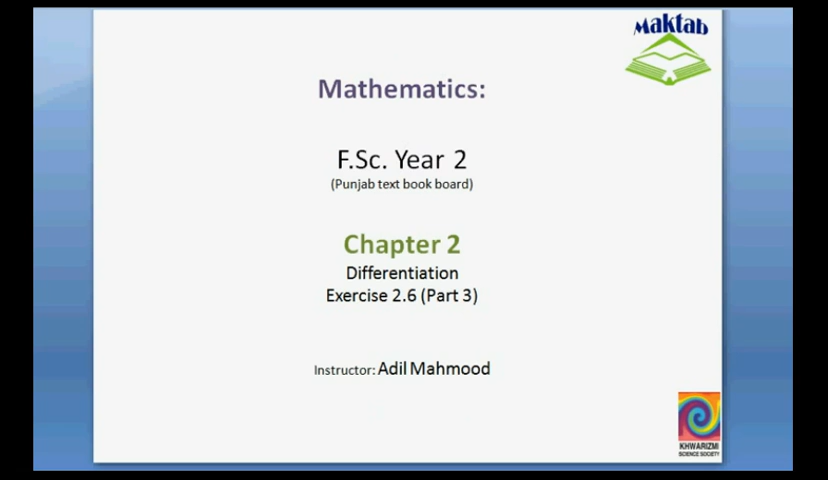 Maktab
Mathematics:
F.Sc. Year 2
(Punjab text book board)
Chapter 2
Differentiation
Exercise 2.6 (Part 3)
Instructor: Adil Mahmood
KHWARIZMI
SCIENCE SOCIETY